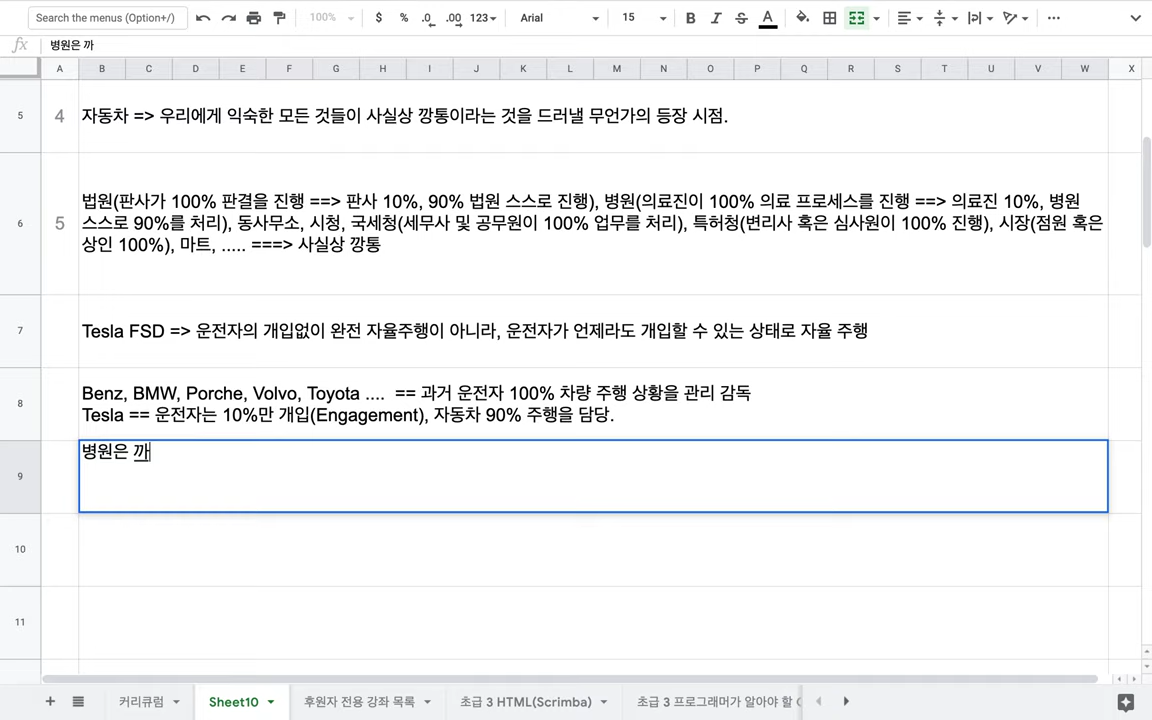 Search the menus (Option+/) 100% $ % .0 .00 123 Arial 15 B I S A
fx 병원은 까
A B C D E F G H I J K L M N O P Q R S T U V W X
5 4 자동차 => 우리에게 익숙한 모든 것들이 사실상 깡통이라는 것을 드러낼 무언가의 등장 시점.
법원(판사가 100% 판결을 진행 ==> 판사 10%, 90% 법원 스스로 진행), 병원(의료진이 100% 의료 프로세스를 진행 ==> 의료진 10%, 병원
6 5 스스로 90%를 처리), 동사무소, 시청, 국세청(세무사 및 공무원이 100% 업무를 처리), 특허청(변리사 혹은 심사원이 100% 진행), 시장(점원 혹은
상인 100%), 마트, ..... ===> 사실상 깡통
7 Tesla FSD => 운전자의 개입없이 완전 자율주행이 아니라, 운전자가 언제라도 개입할 수 있는 상태로 자율 주행
Benz, BMW, Porche, Volvo, Toyota .... == 과거 운전자 100% 차량 주행 상황을 관리 감독
8
Tesla == 운전자는 10%만 개입(Engagement), 자동차 90% 주행을 담당.
병원은 까
9
10
11
커리큐럼 Sheet10 후원자 전용 강좌 목록 초급 3 HTML(Scrimba) 초급 3 프로그래머가 알아야 할